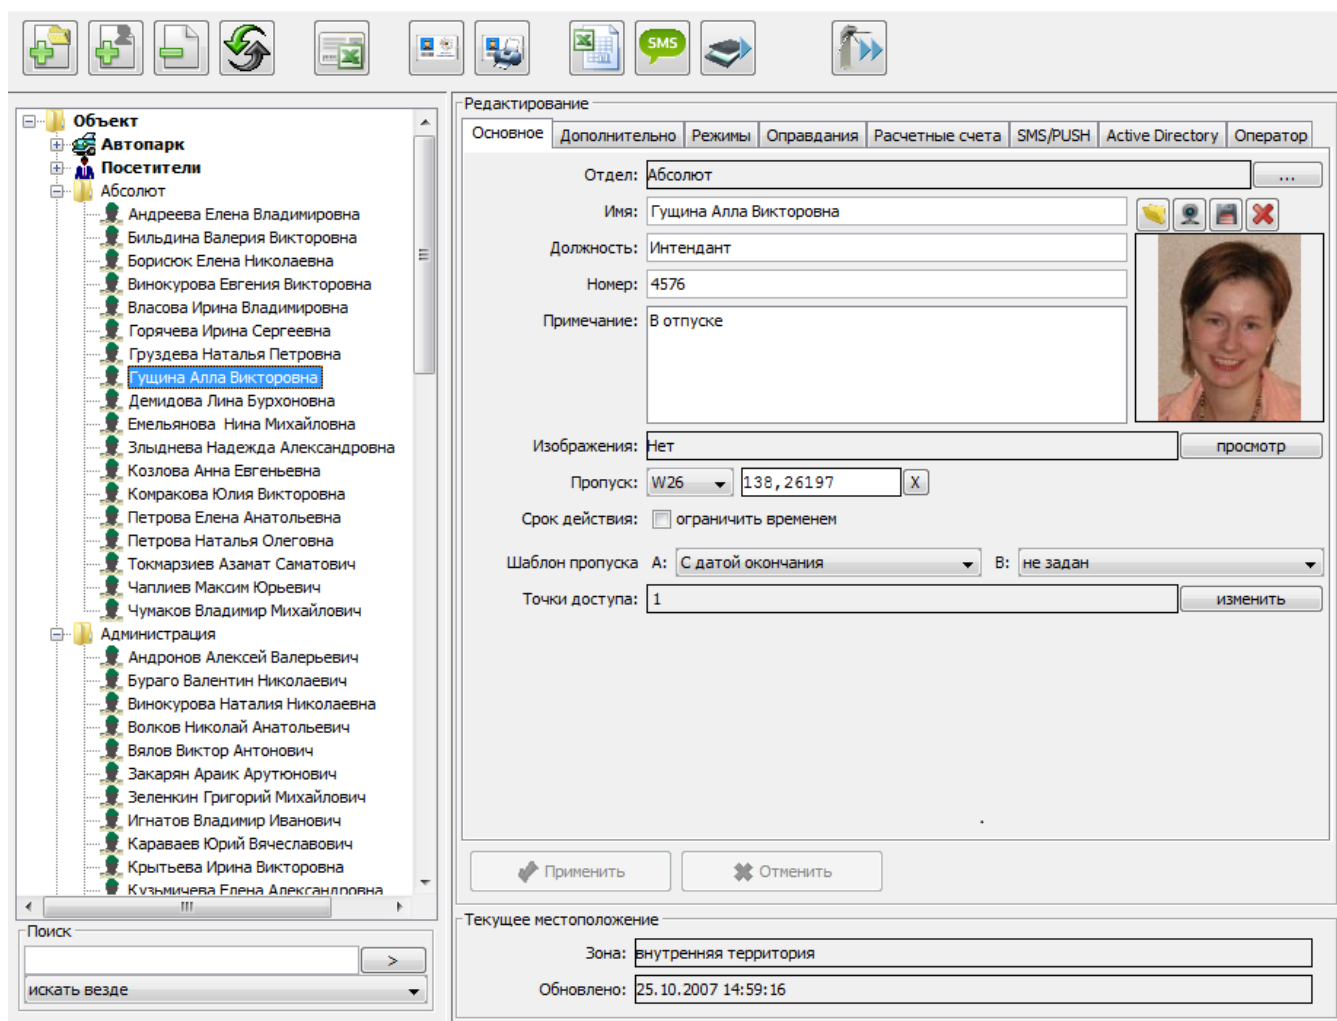 SMS
Объект
Автопарк
Посетители
Абсолют
Андреева Елена Владимировна
Бильдина Валерия Викторовна
Борисюк Елена Николаевна
Винокурова Евгения Викторовна
Власова Ирина Владимировна
Горячева Ирина Сергеевна
Груздева Наталья Петровна
Гущина Алла Викторовна
Демидова Лина Бурхоновна
Емельянова Нина Михайловна
Злыднева Надежда Александровна
Козлова Анна Евгеньевна
Комракова Юлия Викторовна
Петрова Елена Анатольевна
Петрова Наталья Олеговна
Токмарзиев Азамат Саматович
Чаплиев Максим Юрьевич
Чумаков Владимир Михайлович
Администрация
Андронов Алексей Валерьевич
Бураго Валентин Николаевич
Винокурова Наталия Николаевна
Волков Николай Анатольевич
Вялов Виктор Антонович
Закарян Араик Арутюнович
Зеленкин Григорий Михайлович
Игнатов Владимир Иванович
Караваев Юрий Вячеславович
Крытьева Ирина Викторовна
Кузьмичева Елена Александровна
Поиск
>
искать везде
Редактирование
Основное Дополнительно Режимы Оправдания Расчетные счета SMS/PUSH Active Directory Оператор
Отдел: Абсолют ...
Имя: Гущина Алла Викторовна
Должность: Интендант
Номер: 4576
Примечание: В отпуске
Изображения: Нет просмотр
Пропуск: W26 138,26197 X
Срок действия: ограничить временем
Шаблон пропуска А: С датой окончания В: не задан
Точки доступа: 1 изменить
Применить Отменить
Текущее местоположение
Зона: внутренняя территория
Обновлено: 25.10.2007 14:59:16